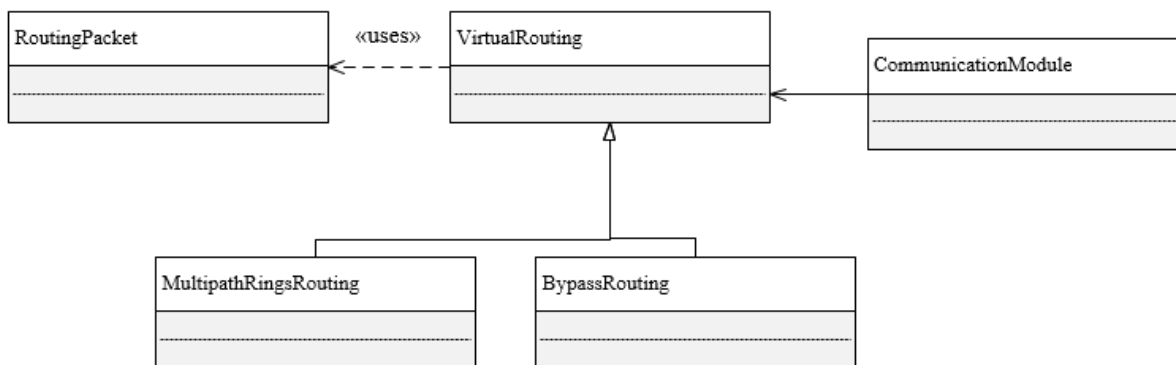 RoutingPacket
«uses»
VirtualRouting
CommunicationModule
MultipathRingsRouting
BypassRouting